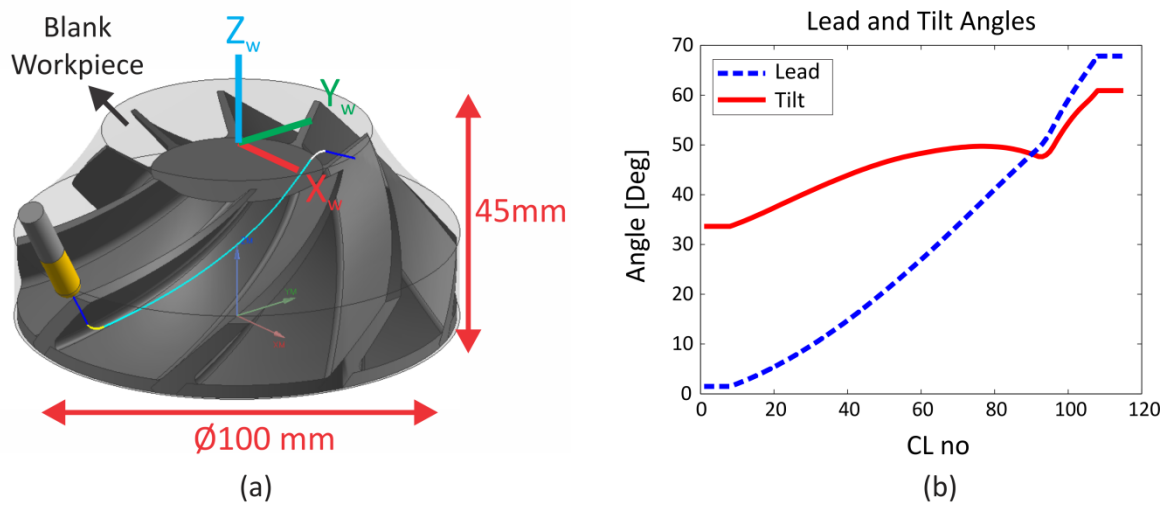 Blank
Workpiece
Zw
Yw
Xw
45mm
Ø100 mm
(a)
Lead and Tilt Angles
Lead
Tilt
Angle [Deg]
70
60
50
40
30
20
10
0
0 20 40 60 80 100 120
CL no
(b)